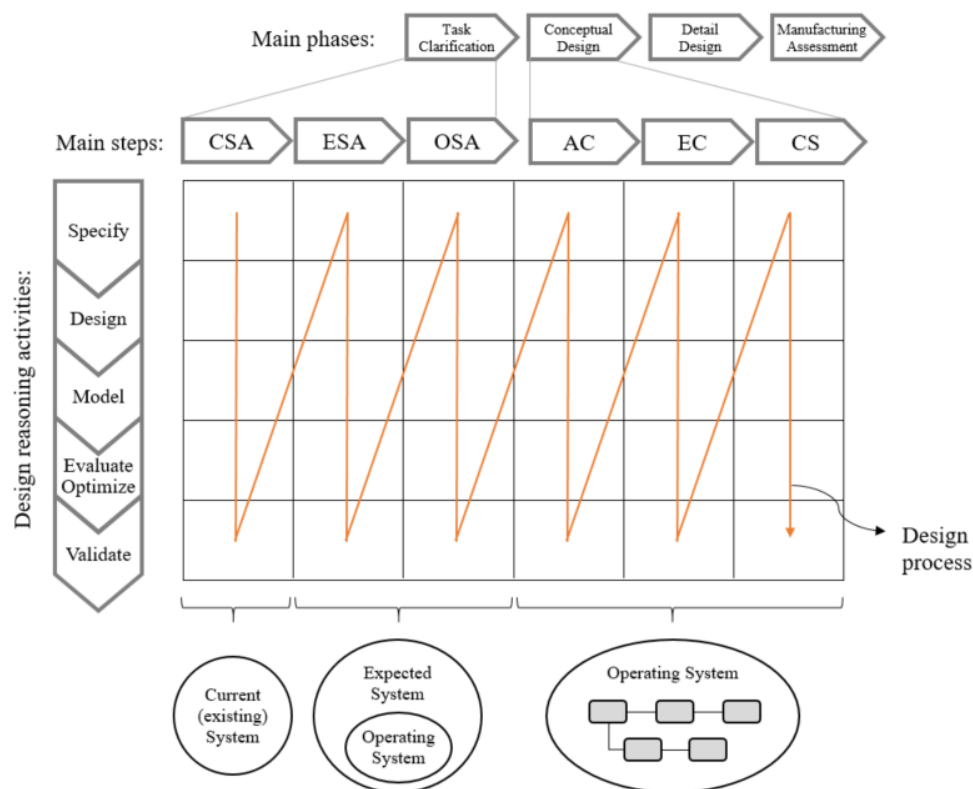 Main phases:
Task
Clarification
Conceptual
Design
Detail
Design
Manufacturing
Assessment
Main steps:
CSA
ESA
OSA
AC
EC
CS
Design reasoning activities:
Specify
Design
Model
Evaluate
Optimize
Validate
Design
process
Current
(existing)
System
Expected
System
Operating
System
Operating System